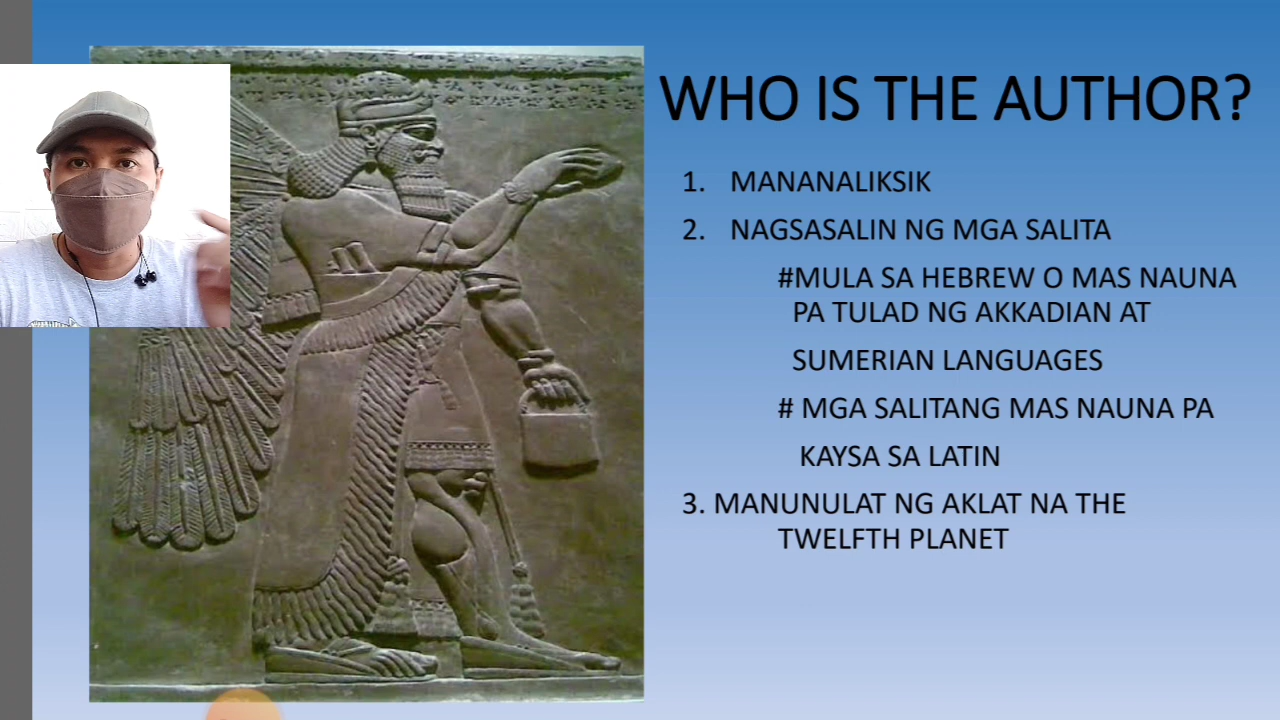 WHO IS THE AUTHOR?
1. MANANALIKSIK
2. NAGSASALIN NG MGA SALITA
#MULA SA HEBREW O MAS NAUNA
PA TULAD NG AKKADIAN AT
SUMERIAN LANGUAGES
# MGA SALITANG MAS NAUNA PA
KAYSA SA LATIN
3. MANUNULAT NG AKLAT NA THE
TWELFTH PLANET